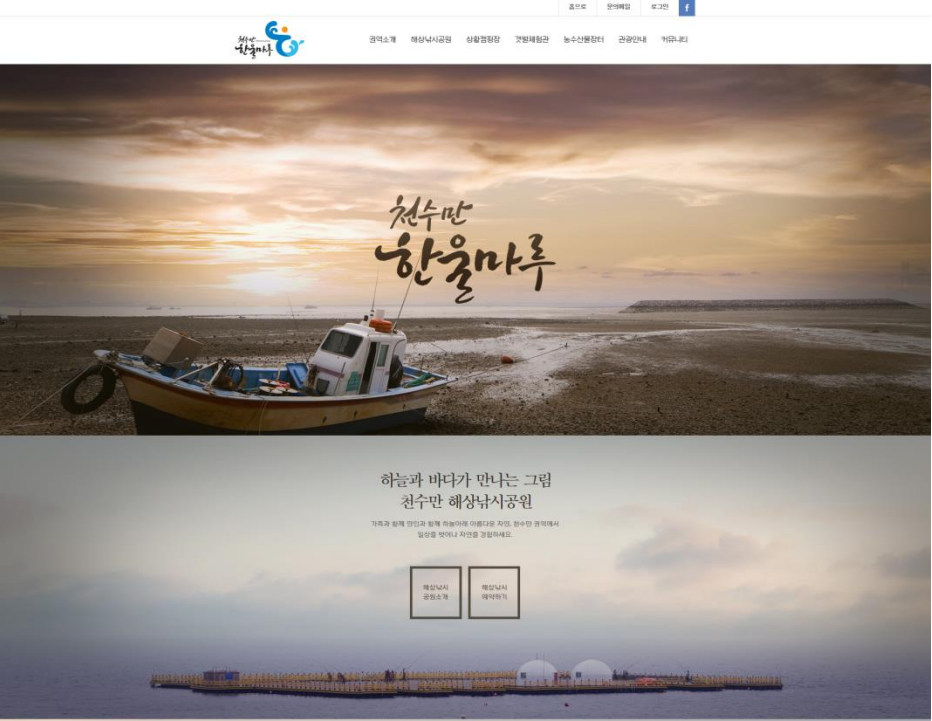 홈으로 문의메일 로그인 f
천수만
한울마루
권역소개 해상낚시공원 상황캠핑장 갯벌체험관 농수산물장터 관광안내 커뮤니티
천수만
한울마루
하늘과 바다가 만나는 그림
천수만 해상낚시공원
가족과 함께 연인과 함께 하늘아래 아름다운 자연, 천수만 권역에서
일상을 벗어나 자연을 경험하세요.
해상낚시
공원소개
해상낚시
예약하기